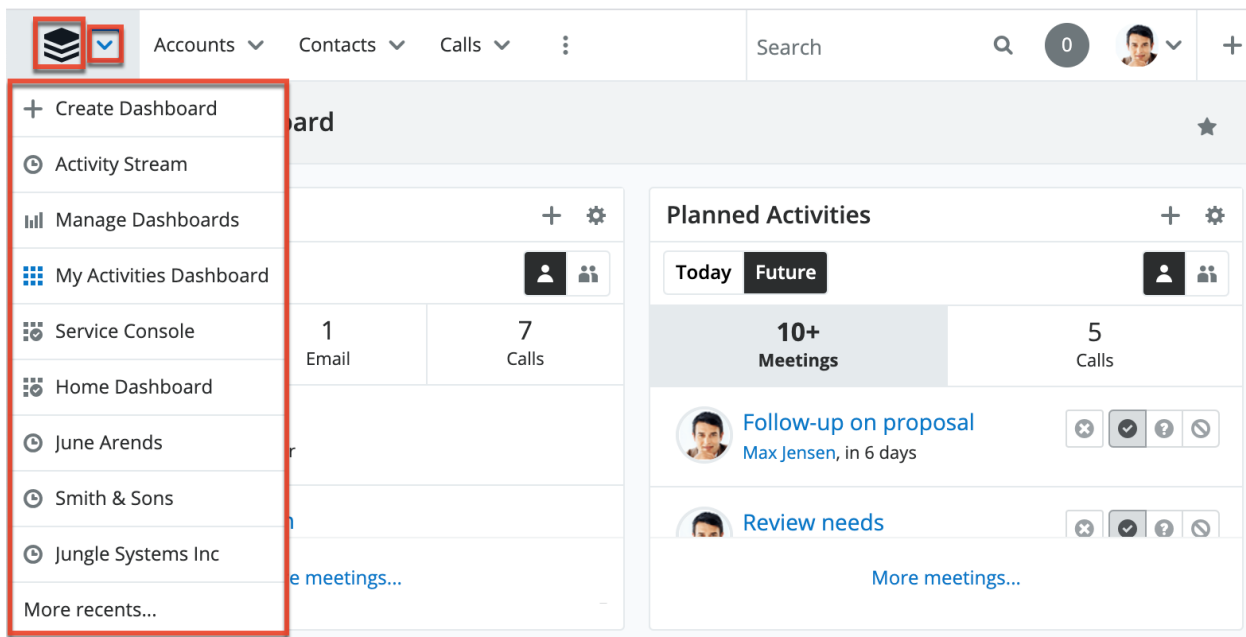 Accounts
Contacts
Calls
Search
0
Create Dashboard
Activity Stream
Manage Dashboards
My Activities Dashboard
Service Console
Home Dashboard
June Arends
Smith & Sons
Jungle Systems Inc
More recents...
1
Email
7
Calls
meetings...
Planned Activities
Today Future
10+
Meetings
5
Calls
Follow-up on proposal
Max Jensen, in 6 days
Review needs
More meetings...